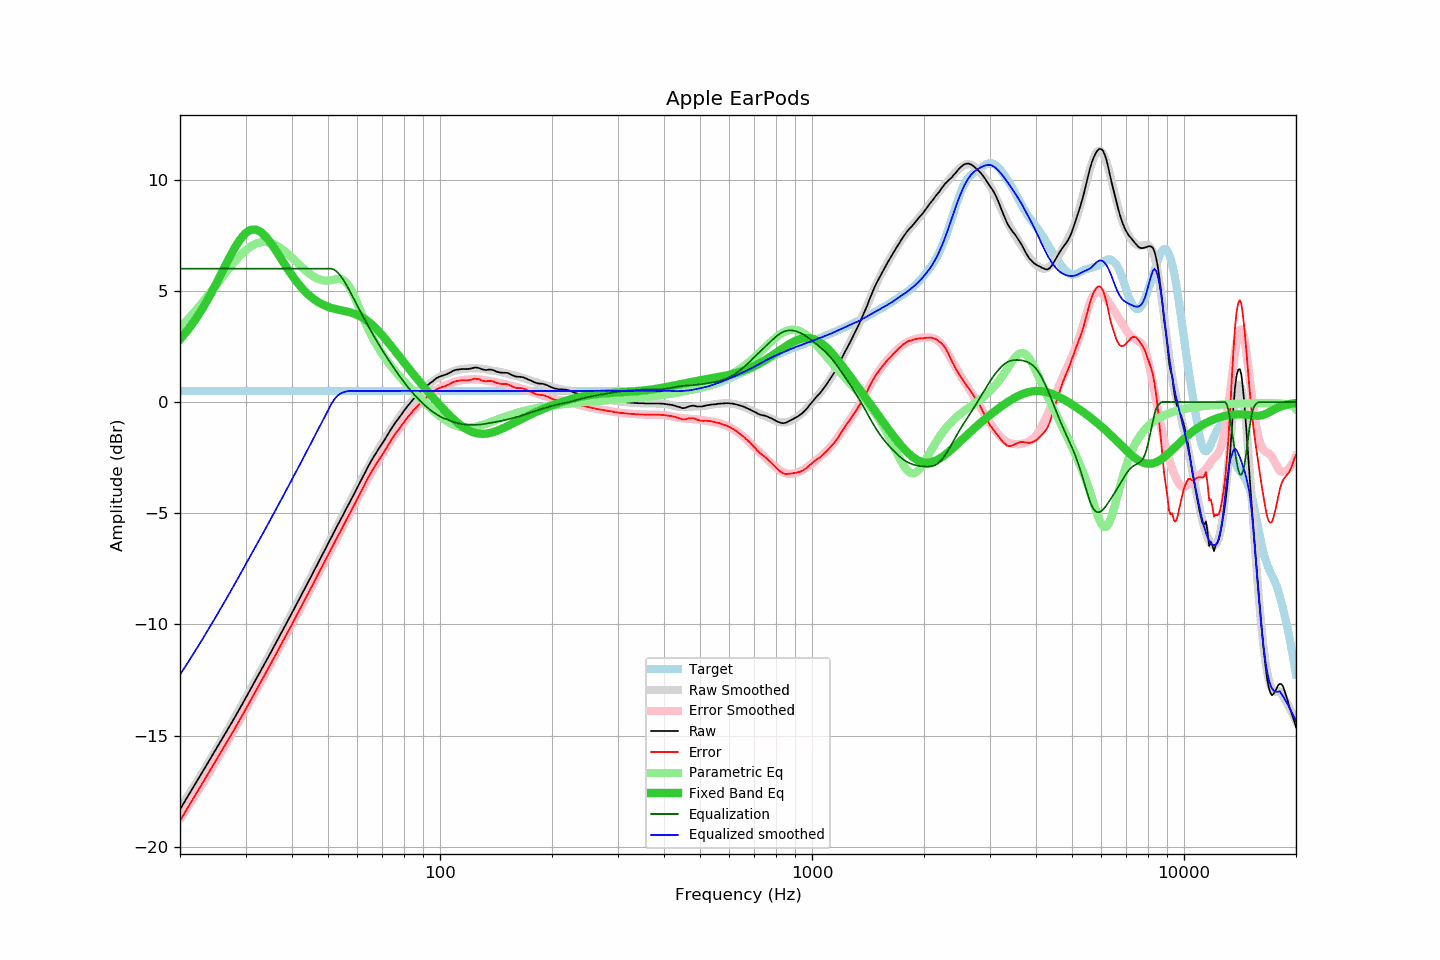 Apple EarPods
10
5
0
−5
−10
−15
−20
Amplitude (dBr)
100
1000
10000
Frequency (Hz)
Target
Raw Smoothed
Error Smoothed
Raw
Error
Parametric Eq
Fixed Band Eq
Equalization
Equalized smoothed